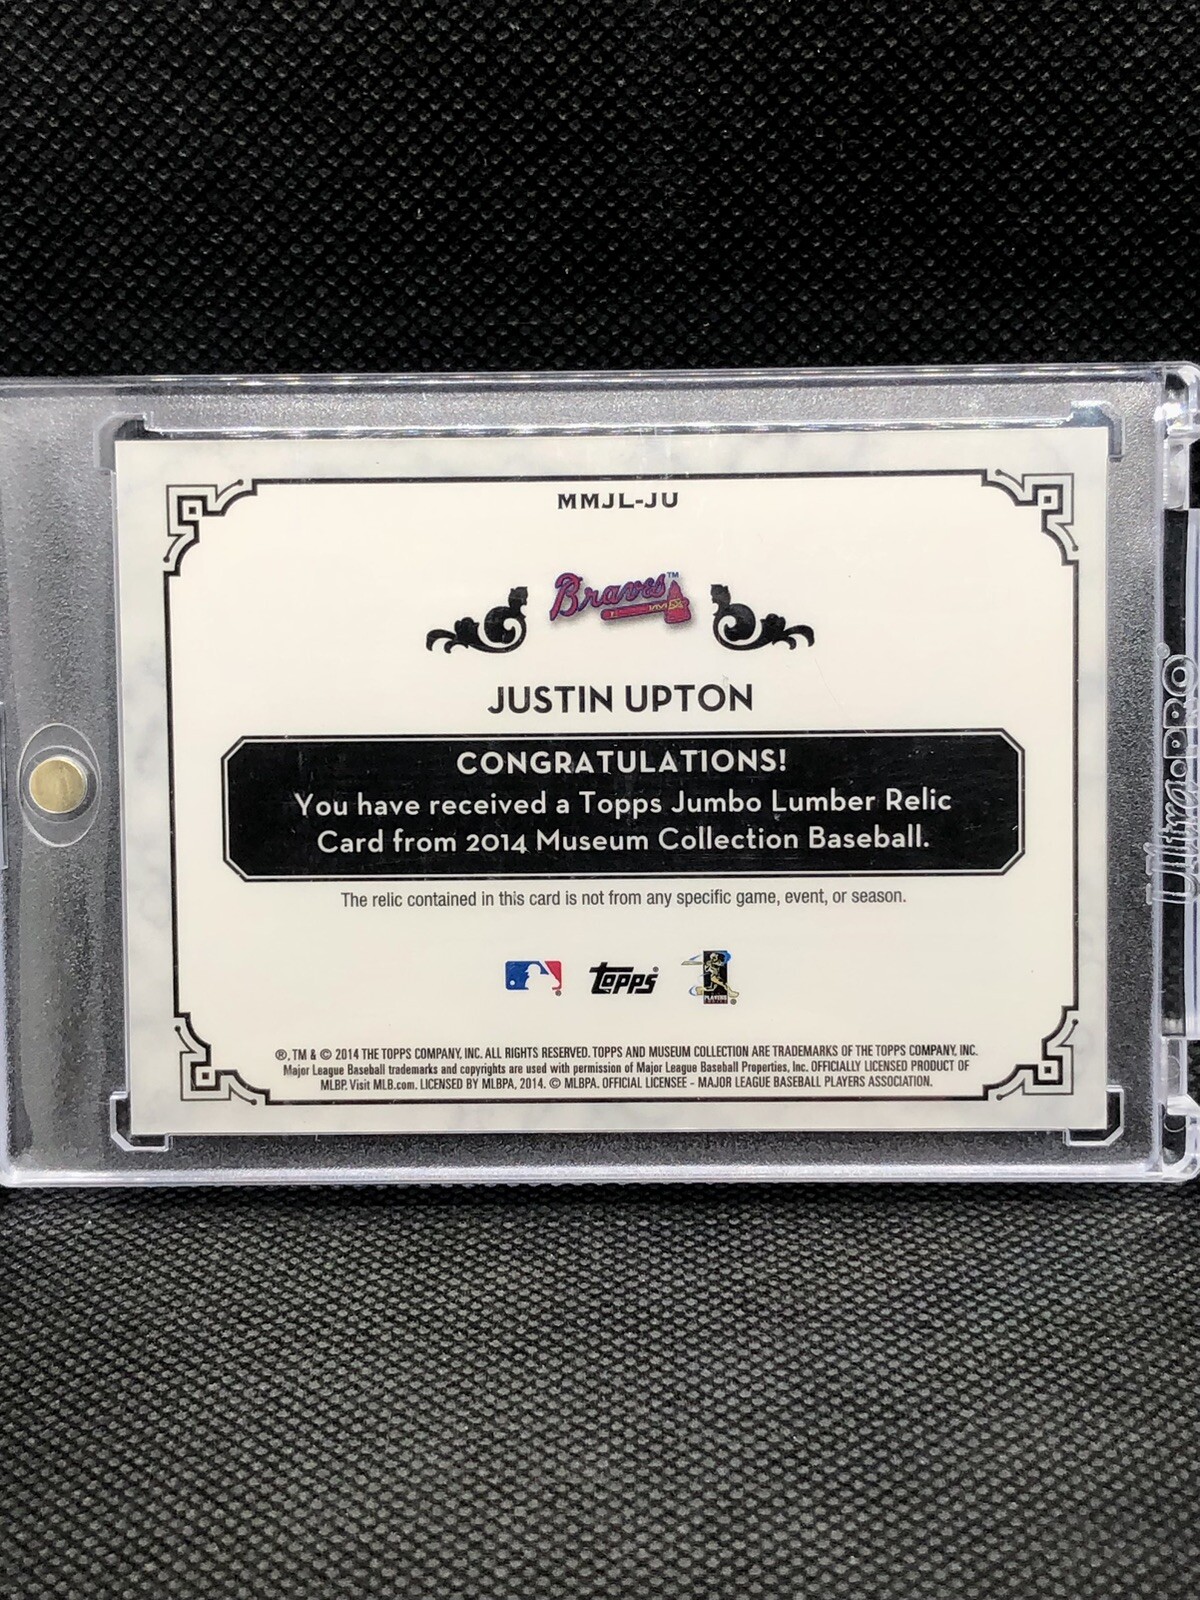 MMJL-JU
Braves™
JUSTIN UPTON
CONGRATULATIONS!
You have received a Topps Jumbo Lumber Relic
Card from 2014 Museum Collection Baseball.
The relic contained in this card is not from any specific game, event, or season.
topps®
PLAYERS
®, TM & © 2014 THE TOPPS COMPANY, INC. ALL RIGHTS RESERVED. TOPPS AND MUSEUM COLLECTION ARE TRADEMARKS OF THE TOPPS COMPANY, INC.
Major League Baseball trademarks and copyrights are used with permission of Major League Baseball Properties, Inc. OFFICIALLY LICENSED PRODUCT OF
MLBP. Visit MLB.com. LICENSED BY MLBPA, 2014. © MLBPA. OFFICIAL LICENSEE - MAJOR LEAGUE BASEBALL PLAYERS ASSOCIATION.